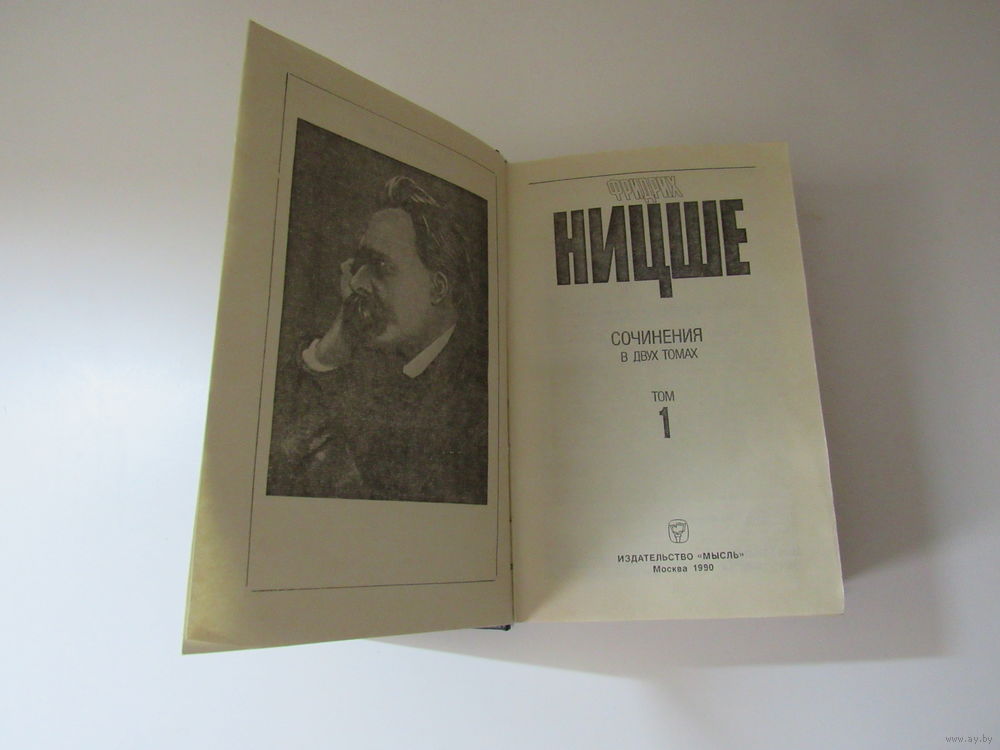 ФРИДРИХ
НИЦШЕ
СОЧИНЕНИЯ
В ДВУХ ТОМАХ
ТОМ
1
ИЗДАТЕЛЬСТВО «МЫСЛЬ»
Москва 1990
www.ay.by